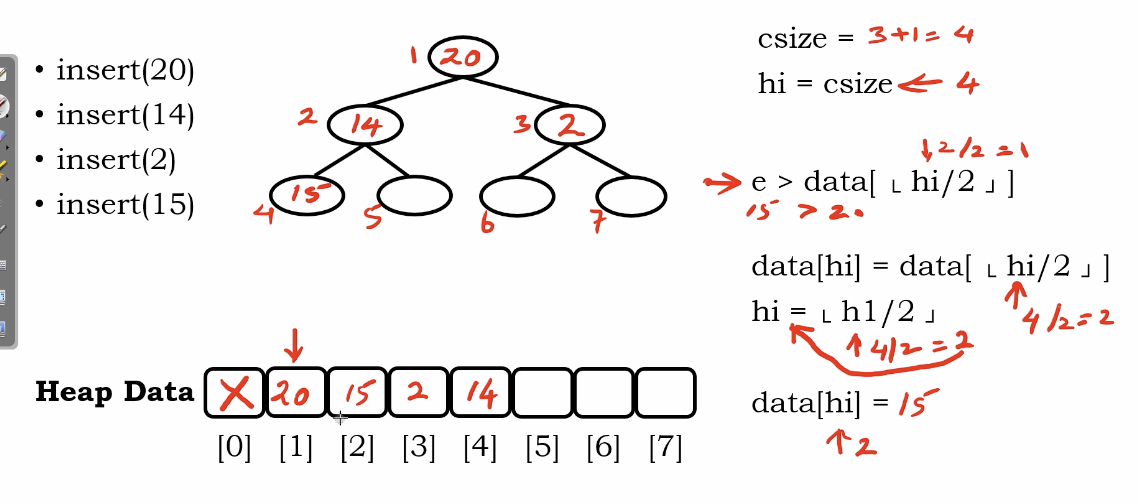 • insert(20)
• insert(14)
• insert(2)
• insert(15)
1 20
2 14
3 2
4 15
5
6
7
csize = 3+1= 4
hi = csize ← 4
↓2/2 =1
→ e > data[ ⌞ hi/2 ⌟ ]
15 > 20
data[hi] = data[ ⌞ hi/2 ⌟ ]
↑ 4/2=2
hi = ⌞ h1/2 ⌟
↑ 4/2 = 2
data[hi] = 15
↑ 2
↓
Heap Data X 20 15 2 14
[0] [1] [2] [3] [4] [5] [6] [7]